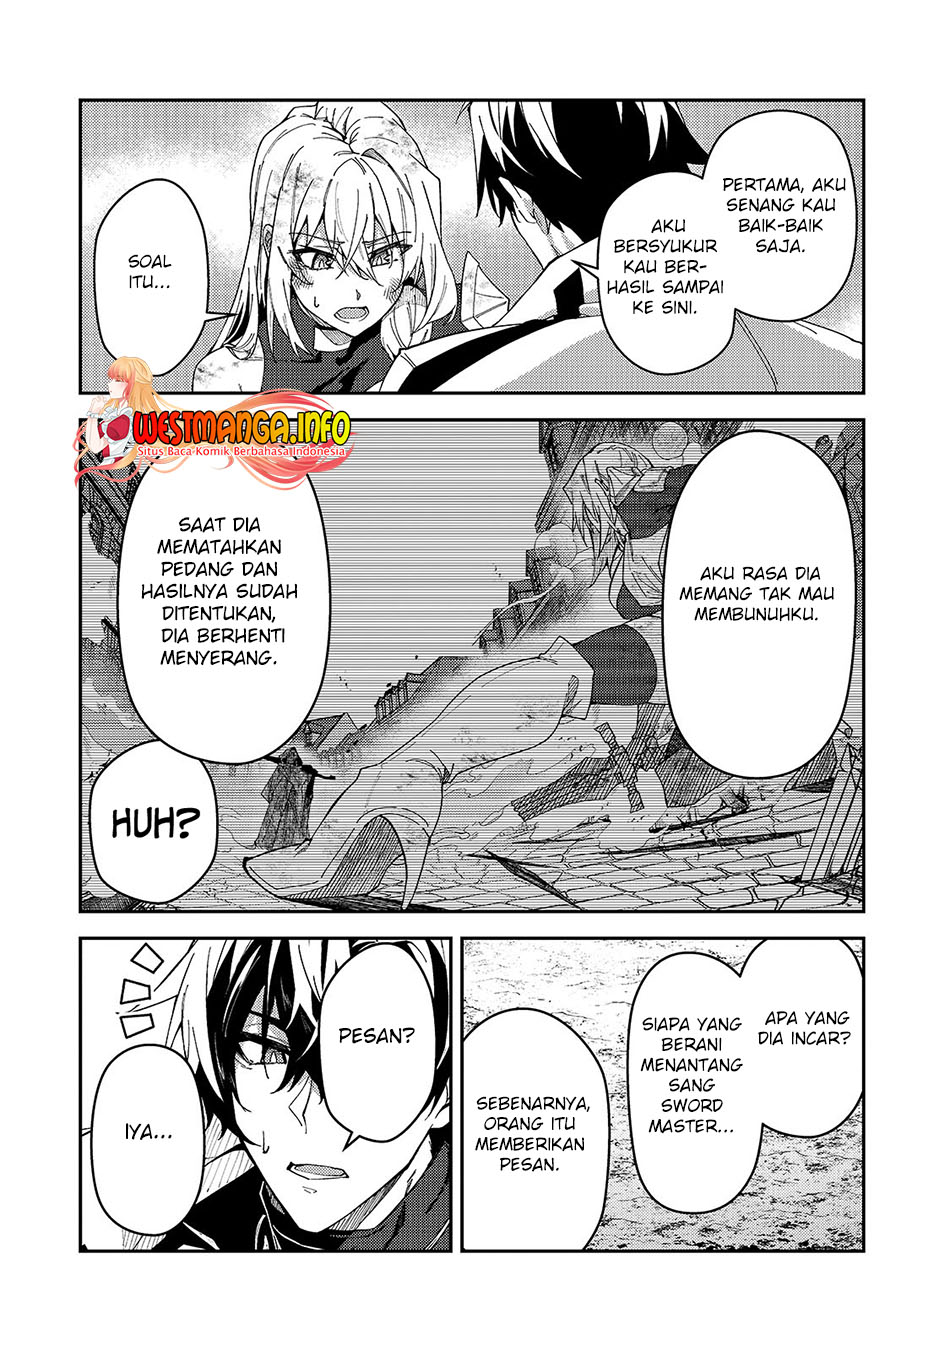 PERTAMA, AKU
SENANG KAU
BAIK-BAIK
SAJA.
AKU
BERSYUKUR
KAU BER-
HASIL SAMPAI
KE SINI.
SOAL
ITU...
WESTMANGA.INFO
Situs Baca Komik Berbahasa Indonesia
AKU RASA DIA
MEMANG TAK MAU
MEMBUNUHKU.
SAAT DIA
MEMATAHKAN
PEDANG DAN
HASILNYA SUDAH
DITENTUKAN,
DIA BERHENTI
MENYERANG.
HUH?
APA YANG
DIA INCAR?
SIAPA YANG
BERANI
MENANTANG
SANG
SWORD
MASTER...
SEBENARNYA,
ORANG ITU
MEMBERIKAN
PESAN.
PESAN?
IYA...